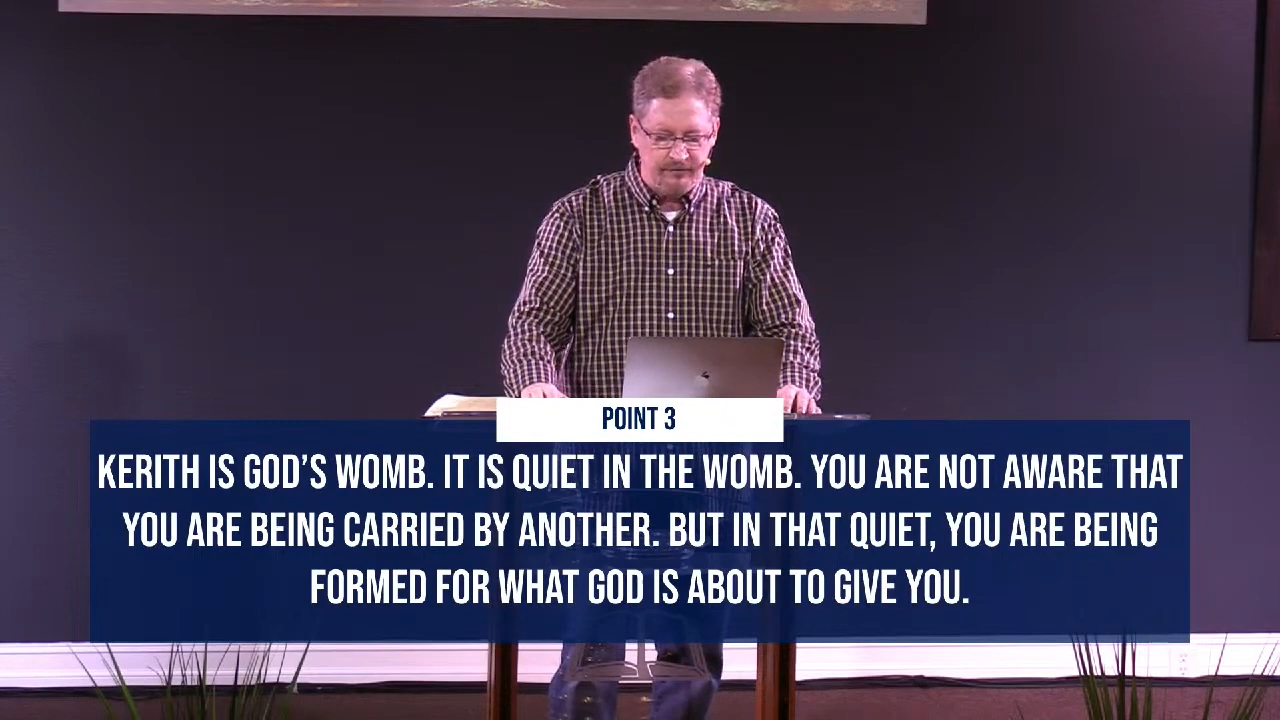 POINT 3
KERITH IS GOD’S WOMB. IT IS QUIET IN THE WOMB. YOU ARE NOT AWARE THAT
YOU ARE BEING CARRIED BY ANOTHER. BUT IN THAT QUIET, YOU ARE BEING
FORMED FOR WHAT GOD IS ABOUT TO GIVE YOU.